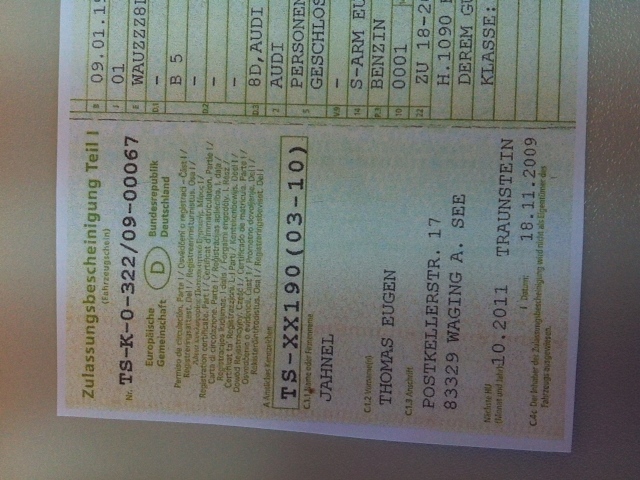 Zulassungsbescheinigung Teil I
(Fahrzeugschein)
Nr. TS-K-0-322/09-00067
Europäische Gemeinschaft
D
Bundesrepublik Deutschland
Permiso de circulación. Parte I / Osvědčení o registraci – Část I /
Registreringsattest. Del I / Registreerimistunnistus. Osa I /
Registration certificate. Part I / Certificat d'immatriculation. Partie I /
Carta di circolazione. Parte I / Reģistrācijas apliecība. I. daļa /
Registracijos liudijimas. I dalis / Forgalmi engedély. I. Rész /
Ċertifikat ta' Reġistrazzjoni. L-I Parti / Kentekenbewijs. Deel I /
Dowód Rejestracyjny. Część I / Certificado de matrícula. Parte I /
Osvedčenie o evidencii. Časť I / Prometno dovoljenje. Del I /
Rekisteröintitodistus. Osa I / Registreringsbeviset. Del I
A Amtliches Kennzeichen
TS-XX190(03-10)
C.1.1 Name oder Firmenname
JAHNEL
C.1.2 Vorname(n)
THOMAS EUGEN
C.1.3 Anschrift
POSTKELLERSTR. 17
83329 WAGING A. SEE
Nächste HU
(Monat und Jahr) 10.2011 TRAUNSTEIN
Datum: 18.11.2009
C.4c Der Inhaber der Zulassungsbescheinigung wird nicht als Eigentümer des
Fahrzeugs ausgewiesen.
B 09.01.19
J 01
E WAUZZZ8
D.1 –
B 5
–
D.2 –
–
D.3 8D,AUDI
2 AUDI
5 PERSONEN
GESCHLOS
V.9 –
14 S-ARM EU
P.3 BENZIN
10 0001
22 ZU 18-2
H.1090
DEREM GU
KLASSE: